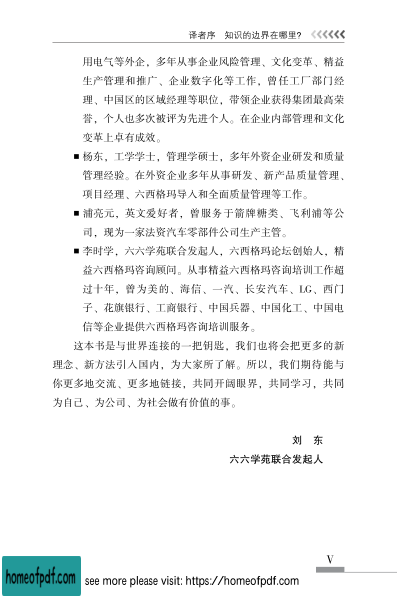 译者序 知识的边界在哪里?
用电气等外企，多年从事企业风险管理、文化变革、精益
生产管理和推广、企业数字化等工作，曾任工厂部门经
理、中国区的区域经理等职位，带领企业获得集团最高荣
誉，个人也多次被评为先进个人。在企业内部管理和文化
变革上卓有成效。
■ 杨东，工学学士，管理学硕士，多年外资企业研发和质量
管理经验。在外资企业多年从事研发、新产品质量管理、
项目经理、六西格玛导入和全面质量管理等工作。
■ 浦亮元，英文爱好者，曾服务于箭牌糖类、飞利浦等公
司，现为一家法资汽车零部件公司生产主管。
■ 李时学，六六学苑联合发起人，六西格玛论坛创始人，精
益六西格玛咨询顾问。从事精益六西格玛咨询培训工作超
过十年，曾为美的、海信、一汽、长安汽车、LG、西门
子、花旗银行、工商银行、中国兵器、中国化工、中国电
信等企业提供六西格玛咨询培训服务。
这本书是与世界连接的一把钥匙，我们也将会把更多的新
理念、新方法引入国内，为大家所了解。所以，我们期待能与
你更多地交流、更多地链接，共同开阔眼界，共同学习，共同
为自己、为公司、为社会做有价值的事。
刘 东
六六学苑联合发起人
V
homeofpdf.com
see more please visit: https://homeofpdf.com